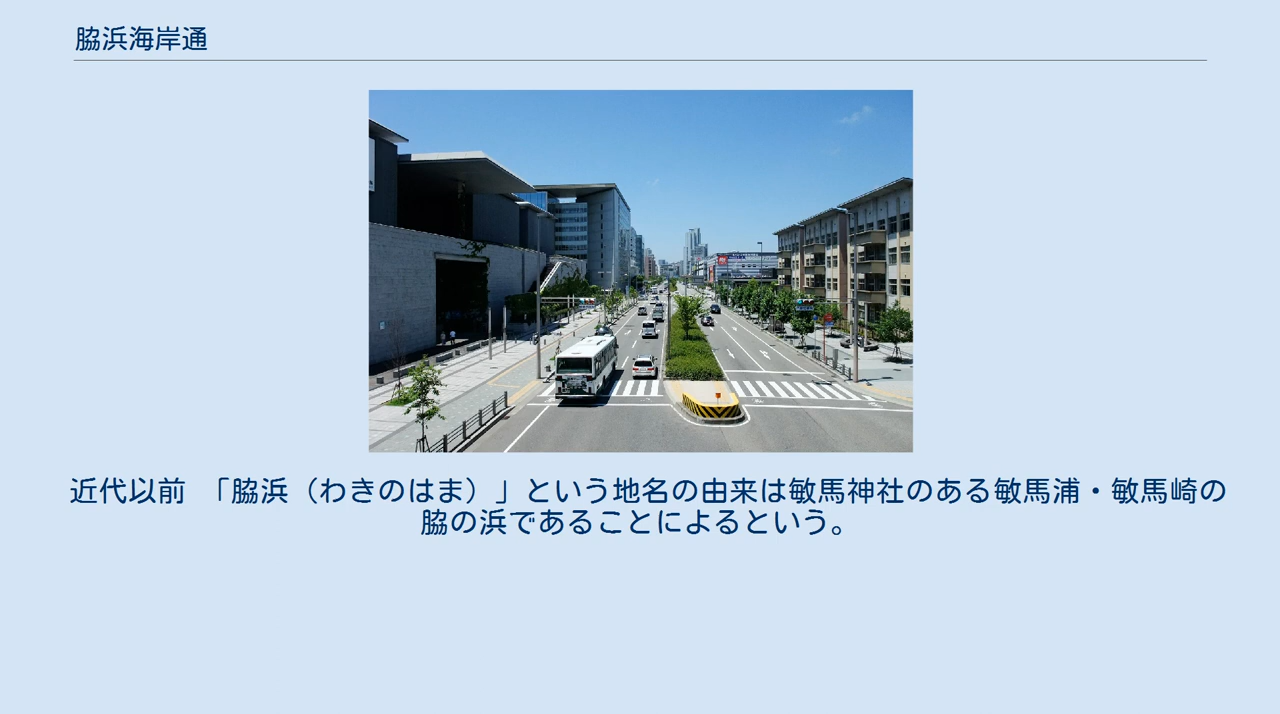 脇浜海岸通
近代以前　「脇浜（わきのはま）」という地名の由来は敏馬神社のある敏馬浦・敏馬崎の
脇の浜であることによるという。